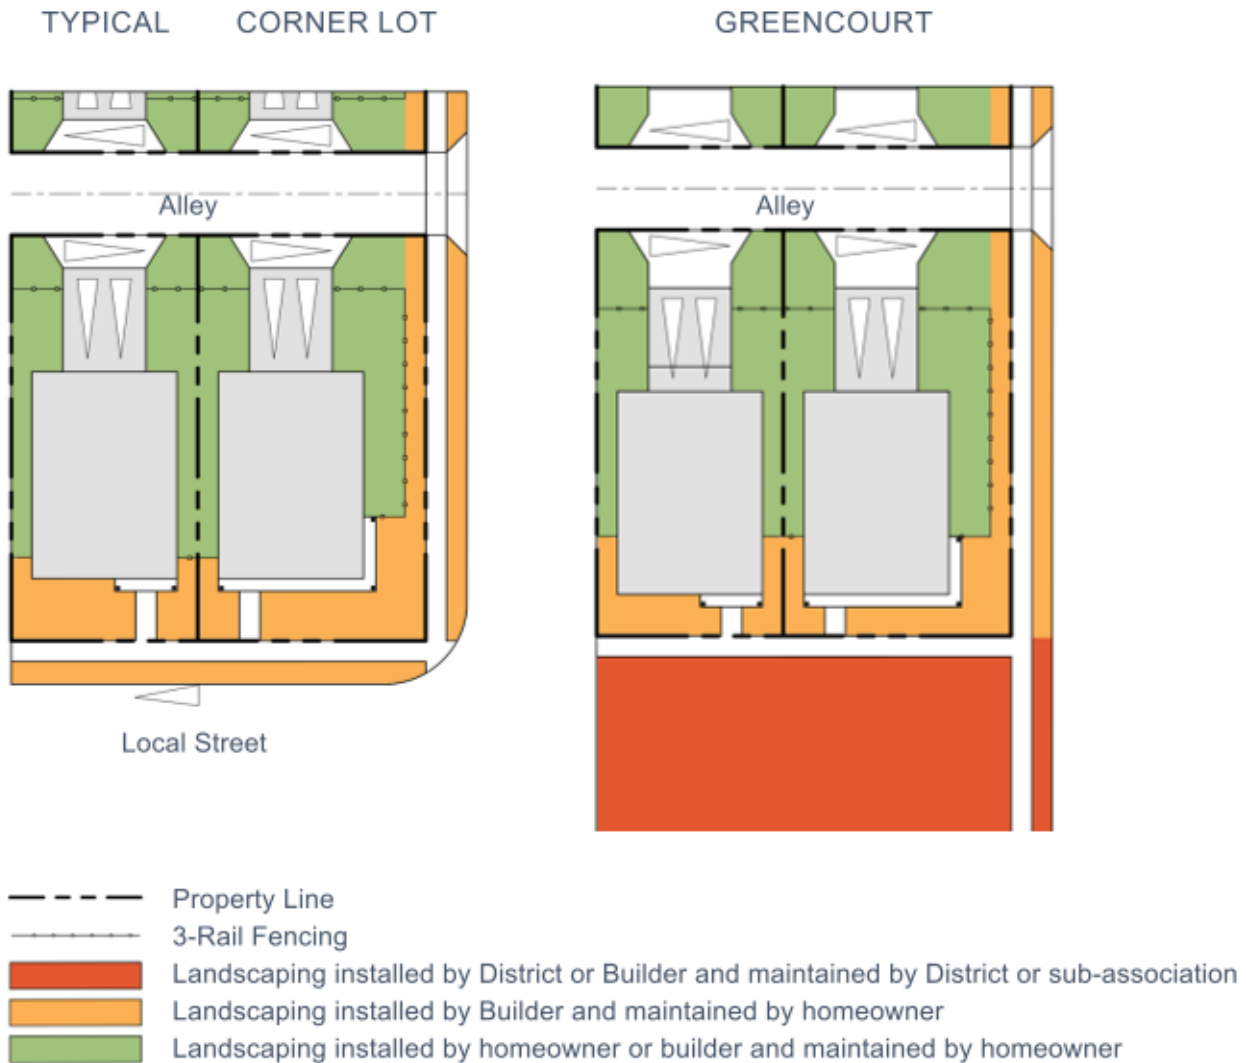 TYPICAL
CORNER LOT
GREENCOURT
Alley
Alley
Local Street
Property Line
3-Rail Fencing
Landscaping installed by District or Builder and maintained by District or sub-association
Landscaping installed by Builder and maintained by homeowner
Landscaping installed by homeowner or builder and maintained by homeowner